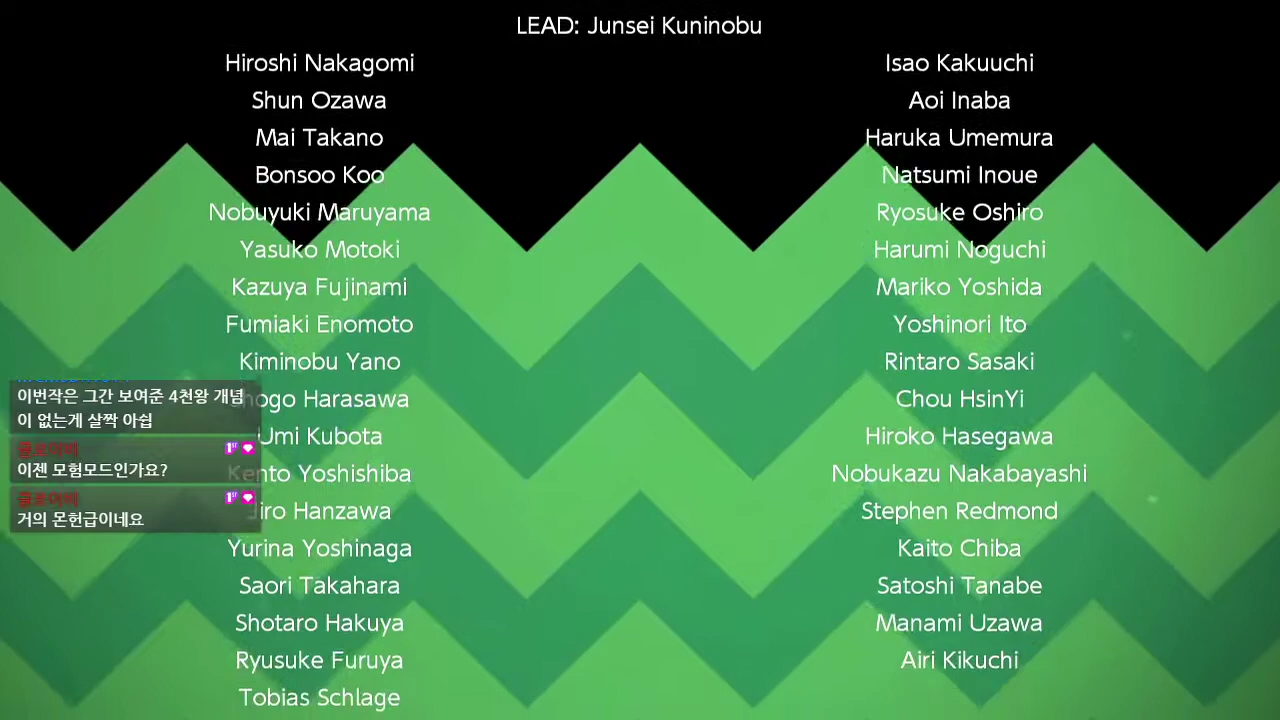 LEAD: Junsei Kuninobu
Hiroshi Nakagomi
Shun Ozawa
Mai Takano
Bonsoo Koo
Nobuyuki Maruyama
Yasuko Motoki
Kazuya Fujinami
Fumiaki Enomoto
Kiminobu Yano
Shogo Harasawa
Umi Kubota
Kento Yoshishiba
Jiro Hanzawa
Yurina Yoshinaga
Saori Takahara
Shotaro Hakuya
Ryusuke Furuya
Tobias Schlage
Isao Kakuuchi
Aoi Inaba
Haruka Umemura
Natsumi Inoue
Ryosuke Oshiro
Harumi Noguchi
Mariko Yoshida
Yoshinori Ito
Rintaro Sasaki
Chou HsinYi
Hiroko Hasegawa
Nobukazu Nakabayashi
Stephen Redmond
Kaito Chiba
Satoshi Tanabe
Manami Uzawa
Airi Kikuchi
이번작은 그간 보여준 4천왕 개념
이 없는게 살짝 아쉽
이젠 모험모드인가요?
거의 몬헌급이네요